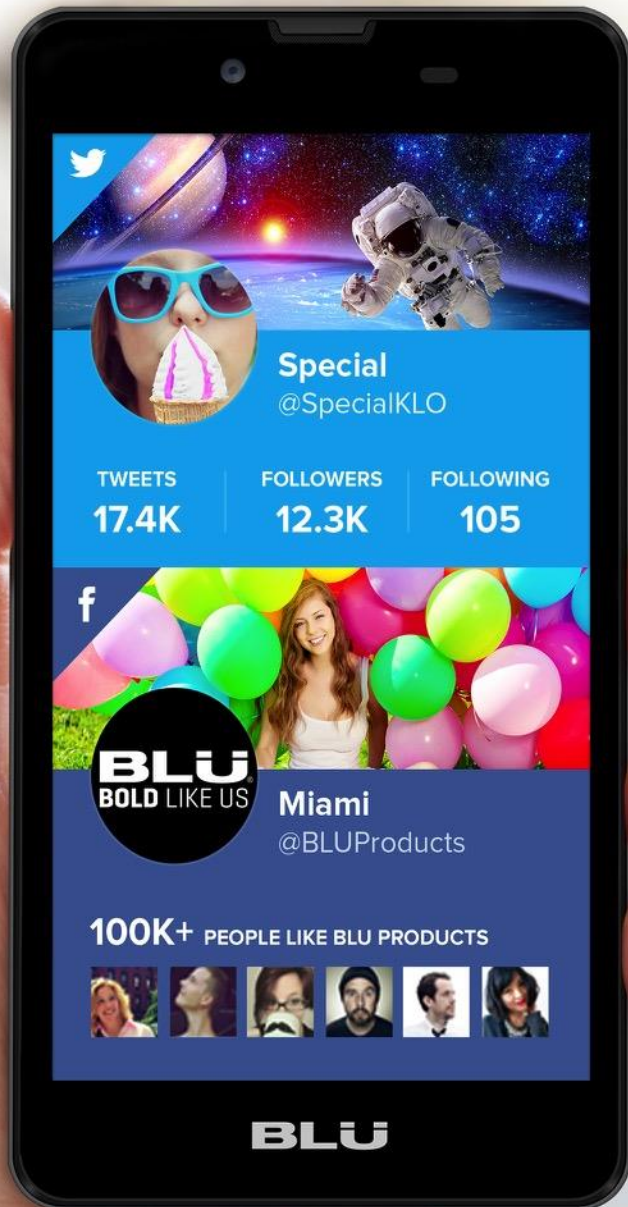 Special
@SpecialKLO
TWEETS FOLLOWERS FOLLOWING
17.4K 12.3K 105
f
BLU
BOLD LIKE US
Miami
@BLUProducts
100K+ PEOPLE LIKE BLU PRODUCTS
BLU